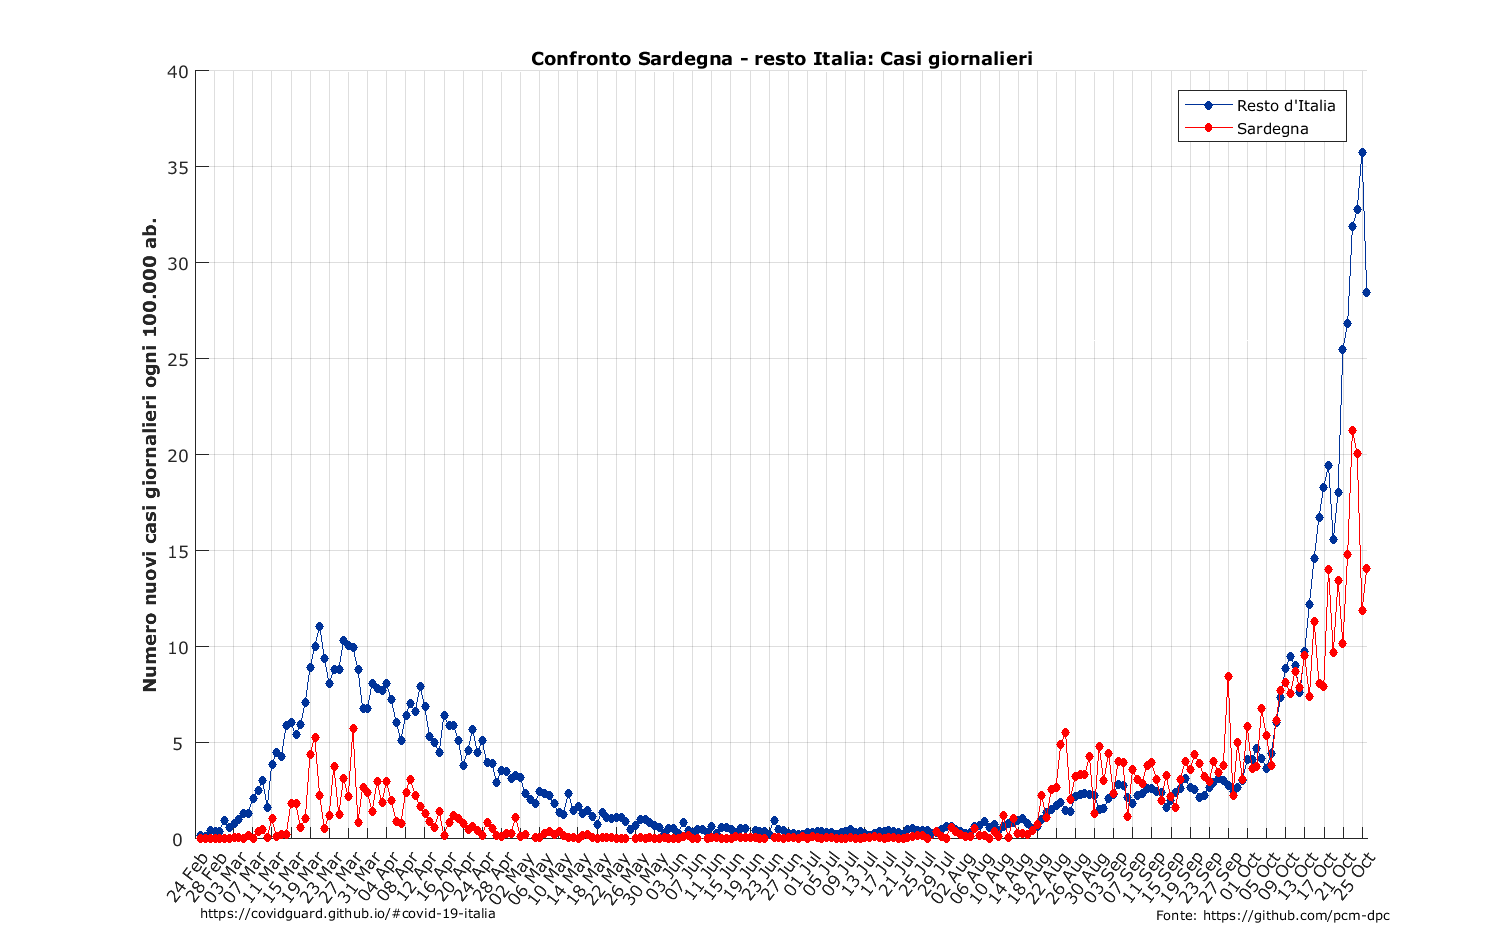 Confronto Sardegna - resto Italia: Casi giornalieri
Resto d'Italia
Sardegna
Numero nuovi casi giornalieri ogni 100.000 ab.
40
35
30
25
20
15
10
5
0
24 Feb
28 Feb
03 Mar
07 Mar
11 Mar
15 Mar
19 Mar
23 Mar
27 Mar
31 Mar
04 Apr
08 Apr
12 Apr
16 Apr
20 Apr
24 Apr
28 Apr
02 May
06 May
10 May
14 May
18 May
22 May
26 May
30 May
03 Jun
07 Jun
11 Jun
15 Jun
19 Jun
23 Jun
27 Jun
01 Jul
05 Jul
09 Jul
13 Jul
17 Jul
21 Jul
25 Jul
29 Jul
02 Aug
06 Aug
10 Aug
14 Aug
18 Aug
22 Aug
26 Aug
30 Aug
03 Sep
07 Sep
11 Sep
15 Sep
19 Sep
23 Sep
27 Sep
01 Oct
05 Oct
09 Oct
13 Oct
17 Oct
21 Oct
25 Oct
https://covidguard.github.io/#covid-19-italia
Fonte: https://github.com/pcm-dpc